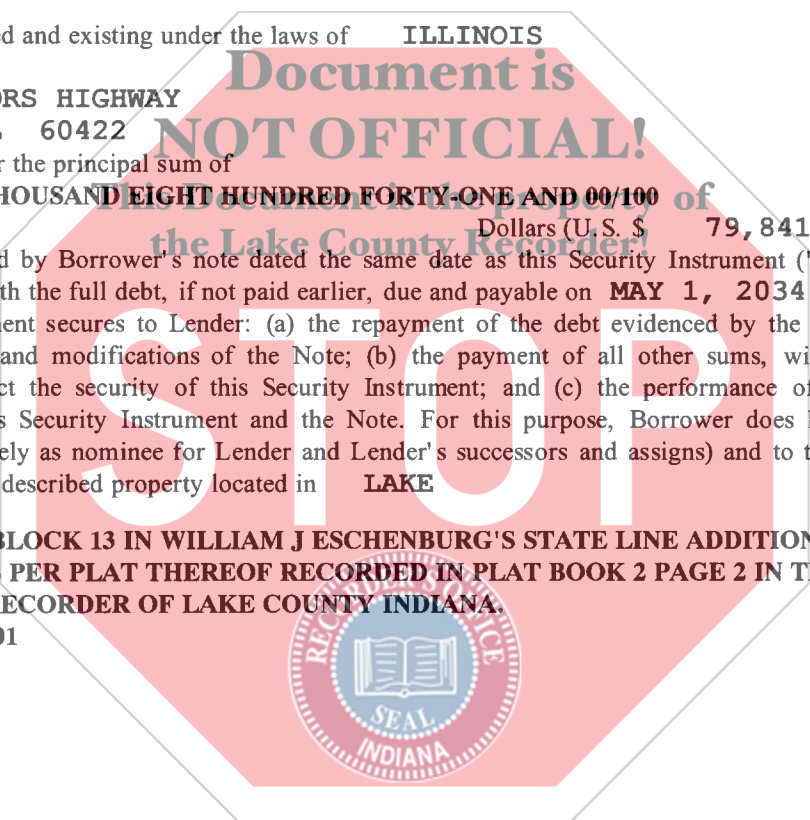 ed and existing under the laws of ILLINOIS
Document is
ORS HIGHWAY
60422
NOT OFFICIAL!
r the principal sum of
HOUSAND EIGHT HUNDRED FORTY-ONE AND 00/100
This Document is the property of
Dollars (U.S. $ 79,841
the Lake County Recorder!
d by Borrower's note dated the same date as this Security Instrument ("
th the full debt, if not paid earlier, due and payable on MAY 1, 2034
ent secures to Lender: (a) the repayment of the debt evidenced by the
and modifications of the Note; (b) the payment of all other sums, wi
ct the security of this Security Instrument; and (c) the performance of
s Security Instrument and the Note. For this purpose, Borrower does
ely as nominee for Lender and Lender's successors and assigns) and to t
described property located in LAKE
STOP
BLOCK 13 IN WILLIAM J ESCHENBURG'S STATE LINE ADDITION
PER PLAT THEREOF RECORDED IN PLAT BOOK 2 PAGE 2 IN T
RECORDER OF LAKE COUNTY INDIANA.
01
RECORDER'S OFFICE
SEAL
INDIANA